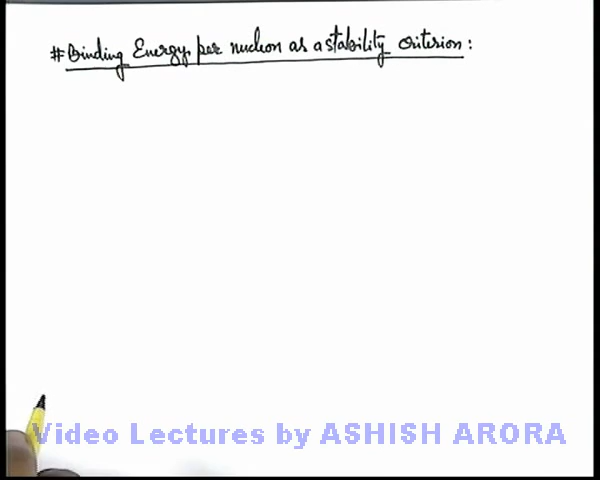 # Binding Energy per nucleon as a stability criterion :
Video Lectures by ASHISH ARORA